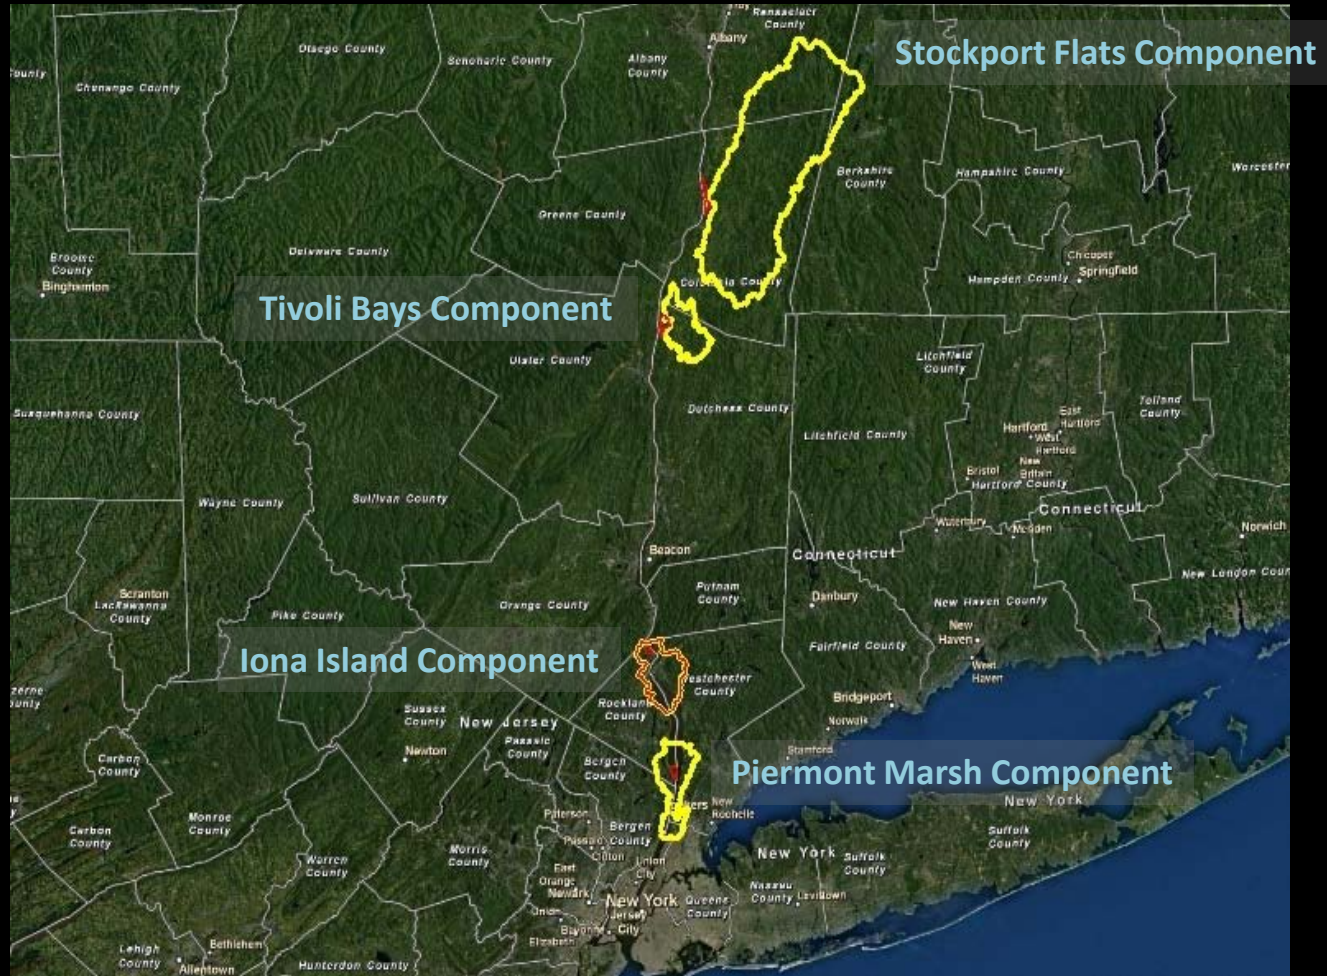 Rensselaer
County
Stockport Flats Component
Albany
Otsego County
Schoharie County
Albany
County
ounty
Chenango County
Berkshire
County
Hampshire County
Worcester
Greene County
Broome
County
Binghamton
Delaware County
Chicopee
Springfield
Hampden County
Columbia County
Tivoli Bays Component
Ulster County
Litchfield
County
Susquehanna County
Dutchess County
Tolland
County
East
Hartford
Hartford
West
Hartford
Litchfield County
New
Britain
Bristol
Hartford County
Wayne County
Sullivan County
Connecticut
Waterbury
Meriden
Norwich
Beacon
Connecticut
New London Coun
Scranton
Lackawanna
County
Putnam
County
Danbury
New Haven County
Pike County
Orange County
New
Haven
Fairfield County
West
Haven
Iona Island Component
estchester
County
zerne
ounty
Bridgeport
Rockland
County
Sussex
County
New Jersey
Norwalk
Passaic
County
Newton
Stamford
Carbon
County
Bergen
County
Piermont Marsh Component
New York
kers
New
Rochelle
Monroe
County
Paterson
Bergen
County
Passaic
Clifton
Carbon
County
Suffolk
County
Morris
County
Warren
County
Union
City
New York
Suffolk
County
East
Orange
Newark
Nassau
County
Levittown
New York
Queens
County
Jersey
City
Union
Bayonne
Elizabeth
Lehigh
County
Bethlehem
Allentown
Hunterdon County